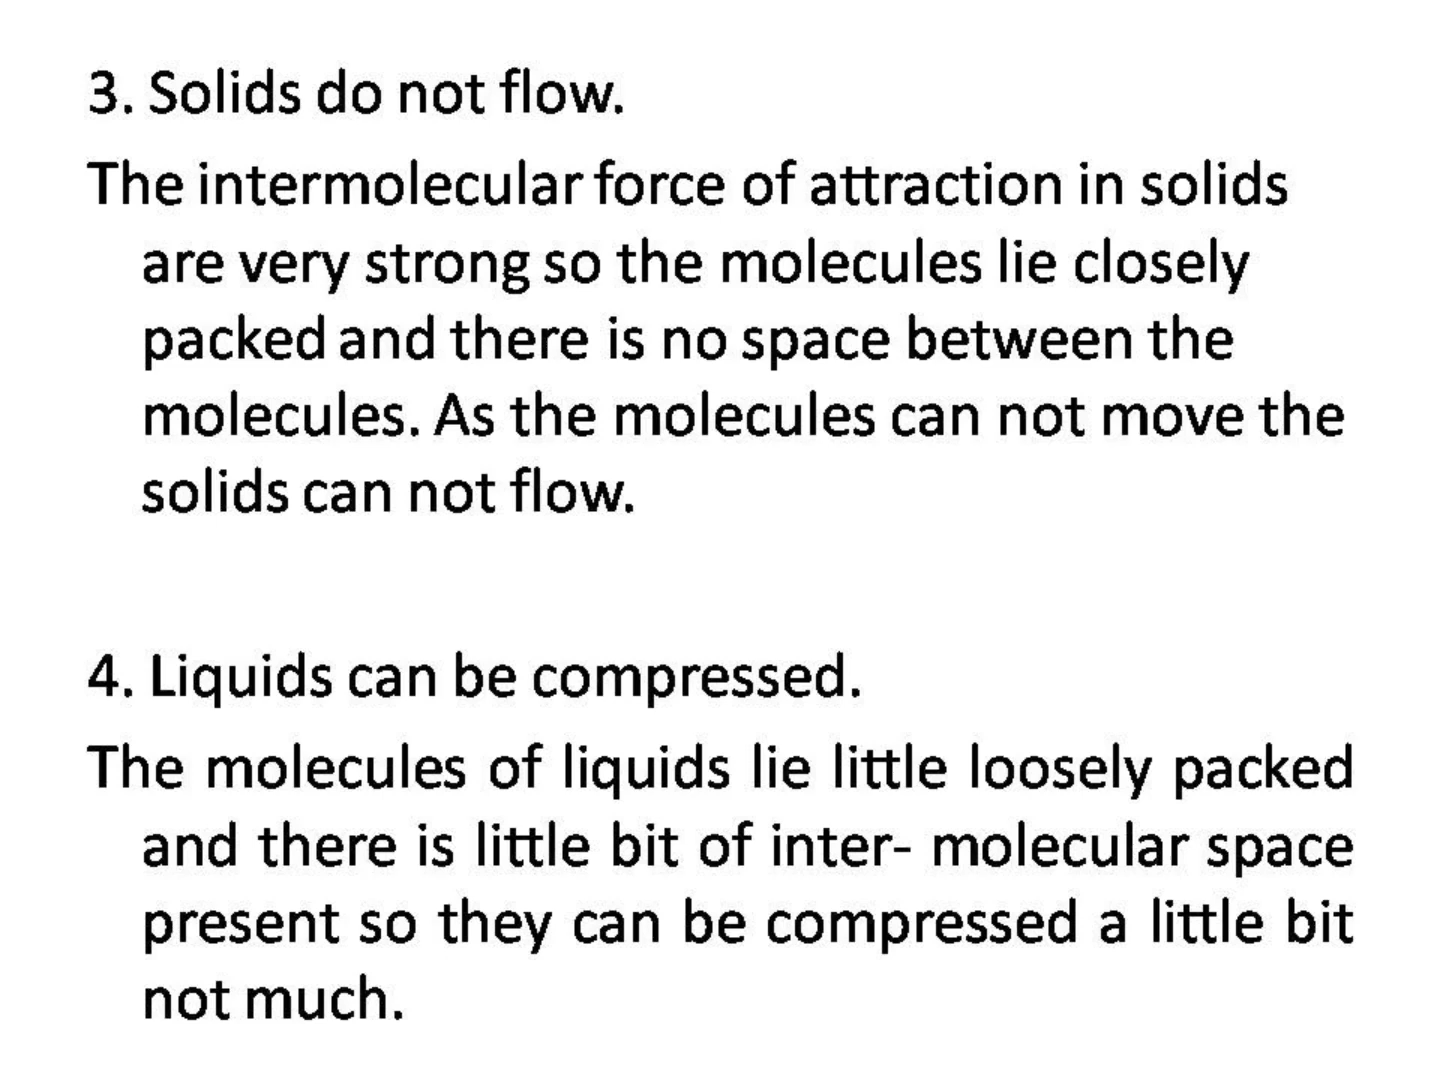 3. Solids do not flow.
The intermolecular force of attraction in solids
are very strong so the molecules lie closely
packed and there is no space between the
molecules. As the molecules can not move the
solids can not flow.
4. Liquids can be compressed.
The molecules of liquids lie little loosely packed
and there is little bit of inter- molecular space
present so they can be compressed a little bit
not much.